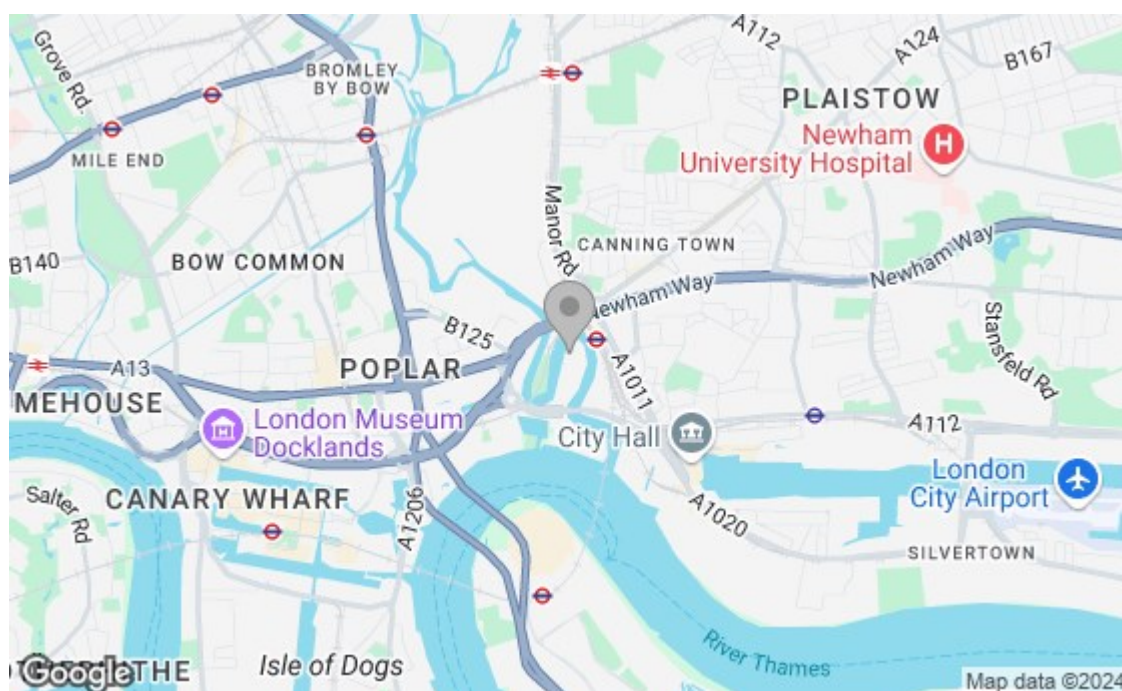 Grove Rd.
A112
A124
B167
BROMLEY
BY BOW
PLAISTOW
Newham
University Hospital
H
MILE END
Manor Rd
CANNING TOWN
B140
BOW COMMON
Newham Way
Newham Way
Stansfeld Rd
B125
A13
POPLAR
A1011
MEHOUSE
London Museum
Docklands
City Hall
A112
London
City Airport
Salter Rd
CANARY WHARF
A1206
A1020
SILVERTOWN
River Thames
Google
THE
Isle of Dogs
Map data ©2024